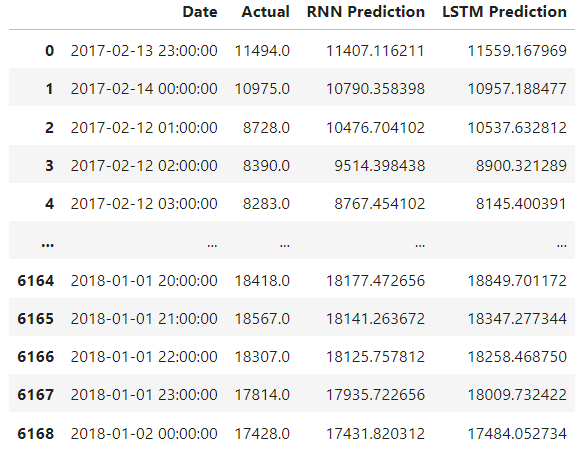 Date Actual RNN Prediction LSTM Prediction
0 2017-02-13 23:00:00 11494.0 11407.116211 11559.167969
1 2017-02-14 00:00:00 10975.0 10790.358398 10957.188477
2 2017-02-12 01:00:00 8728.0 10476.704102 10537.632812
3 2017-02-12 02:00:00 8390.0 9514.398438 8900.321289
4 2017-02-12 03:00:00 8283.0 8767.454102 8145.400391
... ... ... ... ...
6164 2018-01-01 20:00:00 18418.0 18177.472656 18849.701172
6165 2018-01-01 21:00:00 18567.0 18141.263672 18347.277344
6166 2018-01-01 22:00:00 18307.0 18125.757812 18258.468750
6167 2018-01-01 23:00:00 17814.0 17935.722656 18009.732422
6168 2018-01-02 00:00:00 17428.0 17431.820312 17484.052734